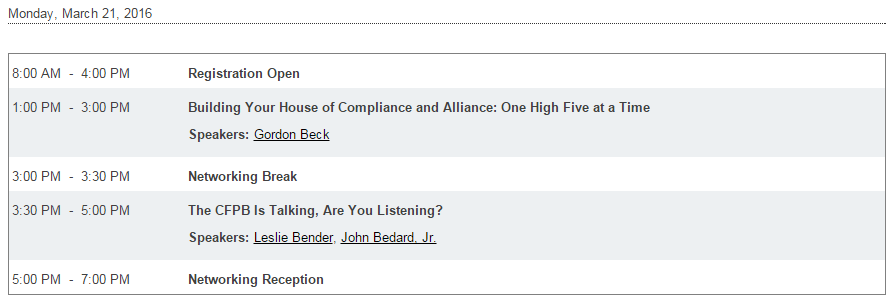 Monday, March 21, 2016
8:00 AM - 4:00 PM Registration Open
1:00 PM - 3:00 PM Building Your House of Compliance and Alliance: One High Five at a Time
Speakers: Gordon Beck
3:00 PM - 3:30 PM Networking Break
3:30 PM - 5:00 PM The CFPB Is Talking, Are You Listening?
Speakers: Leslie Bender, John Bedard, Jr.
5:00 PM - 7:00 PM Networking Reception